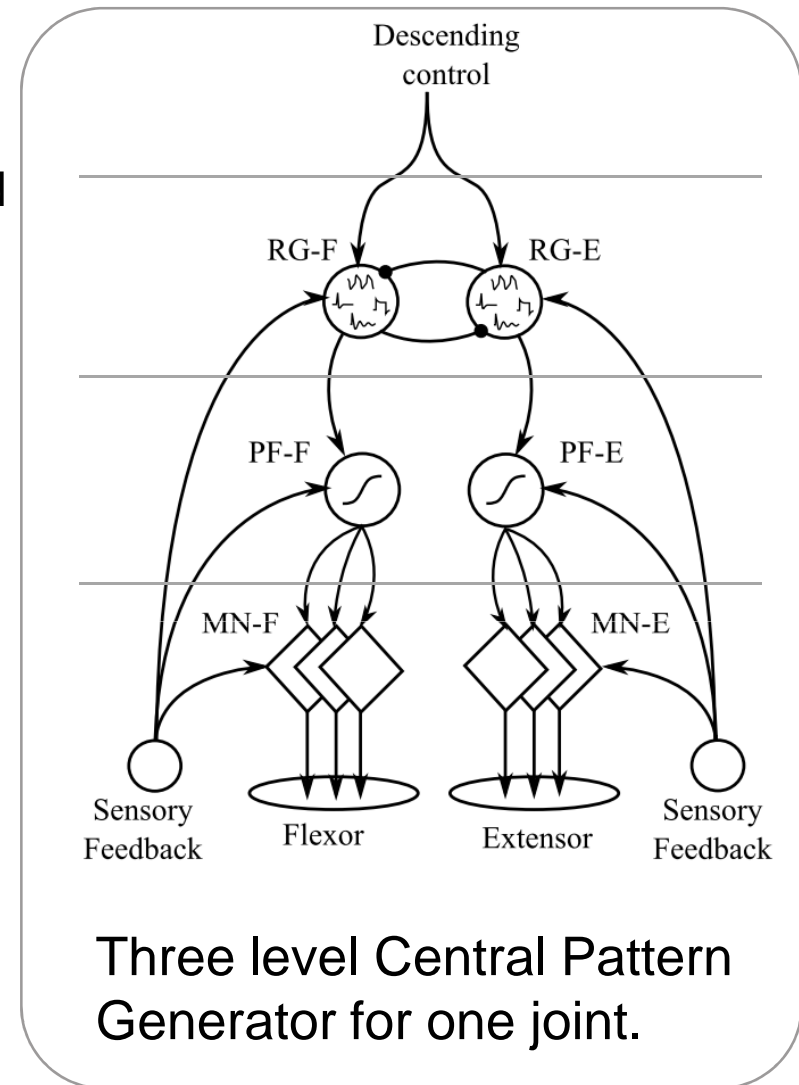 Descending
control
RG-F
RG-E
PF-F
PF-E
MN-F
MN-E
Sensory
Feedback
Flexor
Extensor
Sensory
Feedback
Three level Central Pattern
Generator for one joint.